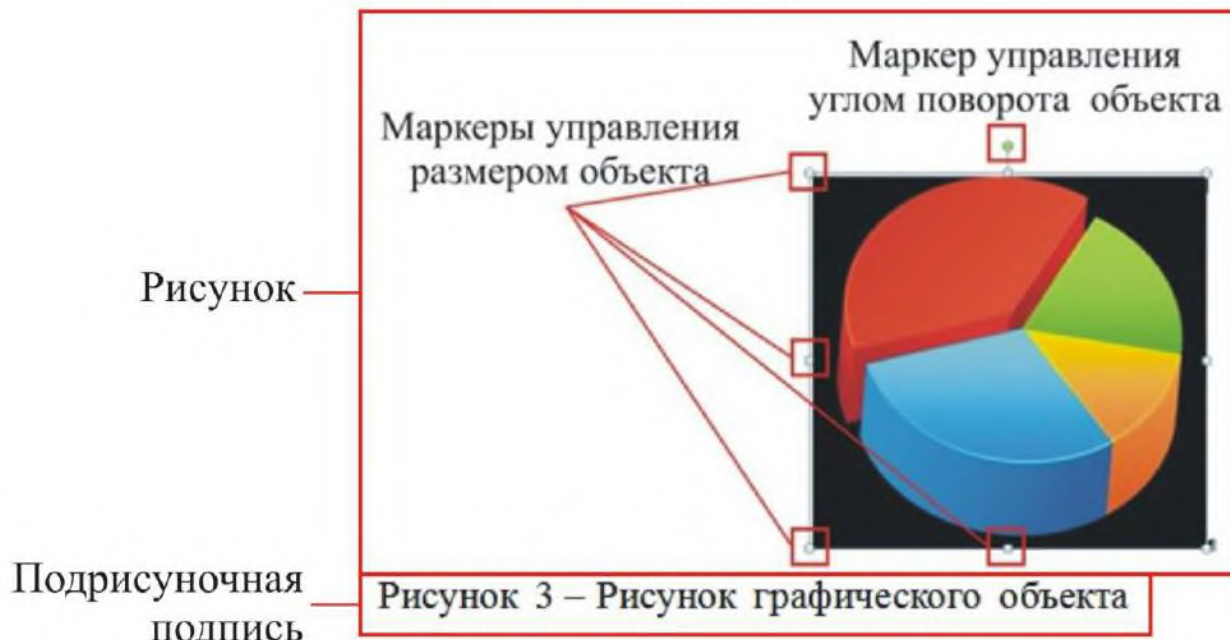 Маркер управления
углом поворота объекта
Маркеры управления
размером объекта
Рисунок
Подрисуночная
подпись
Рисунок 3 – Рисунок графического объекта